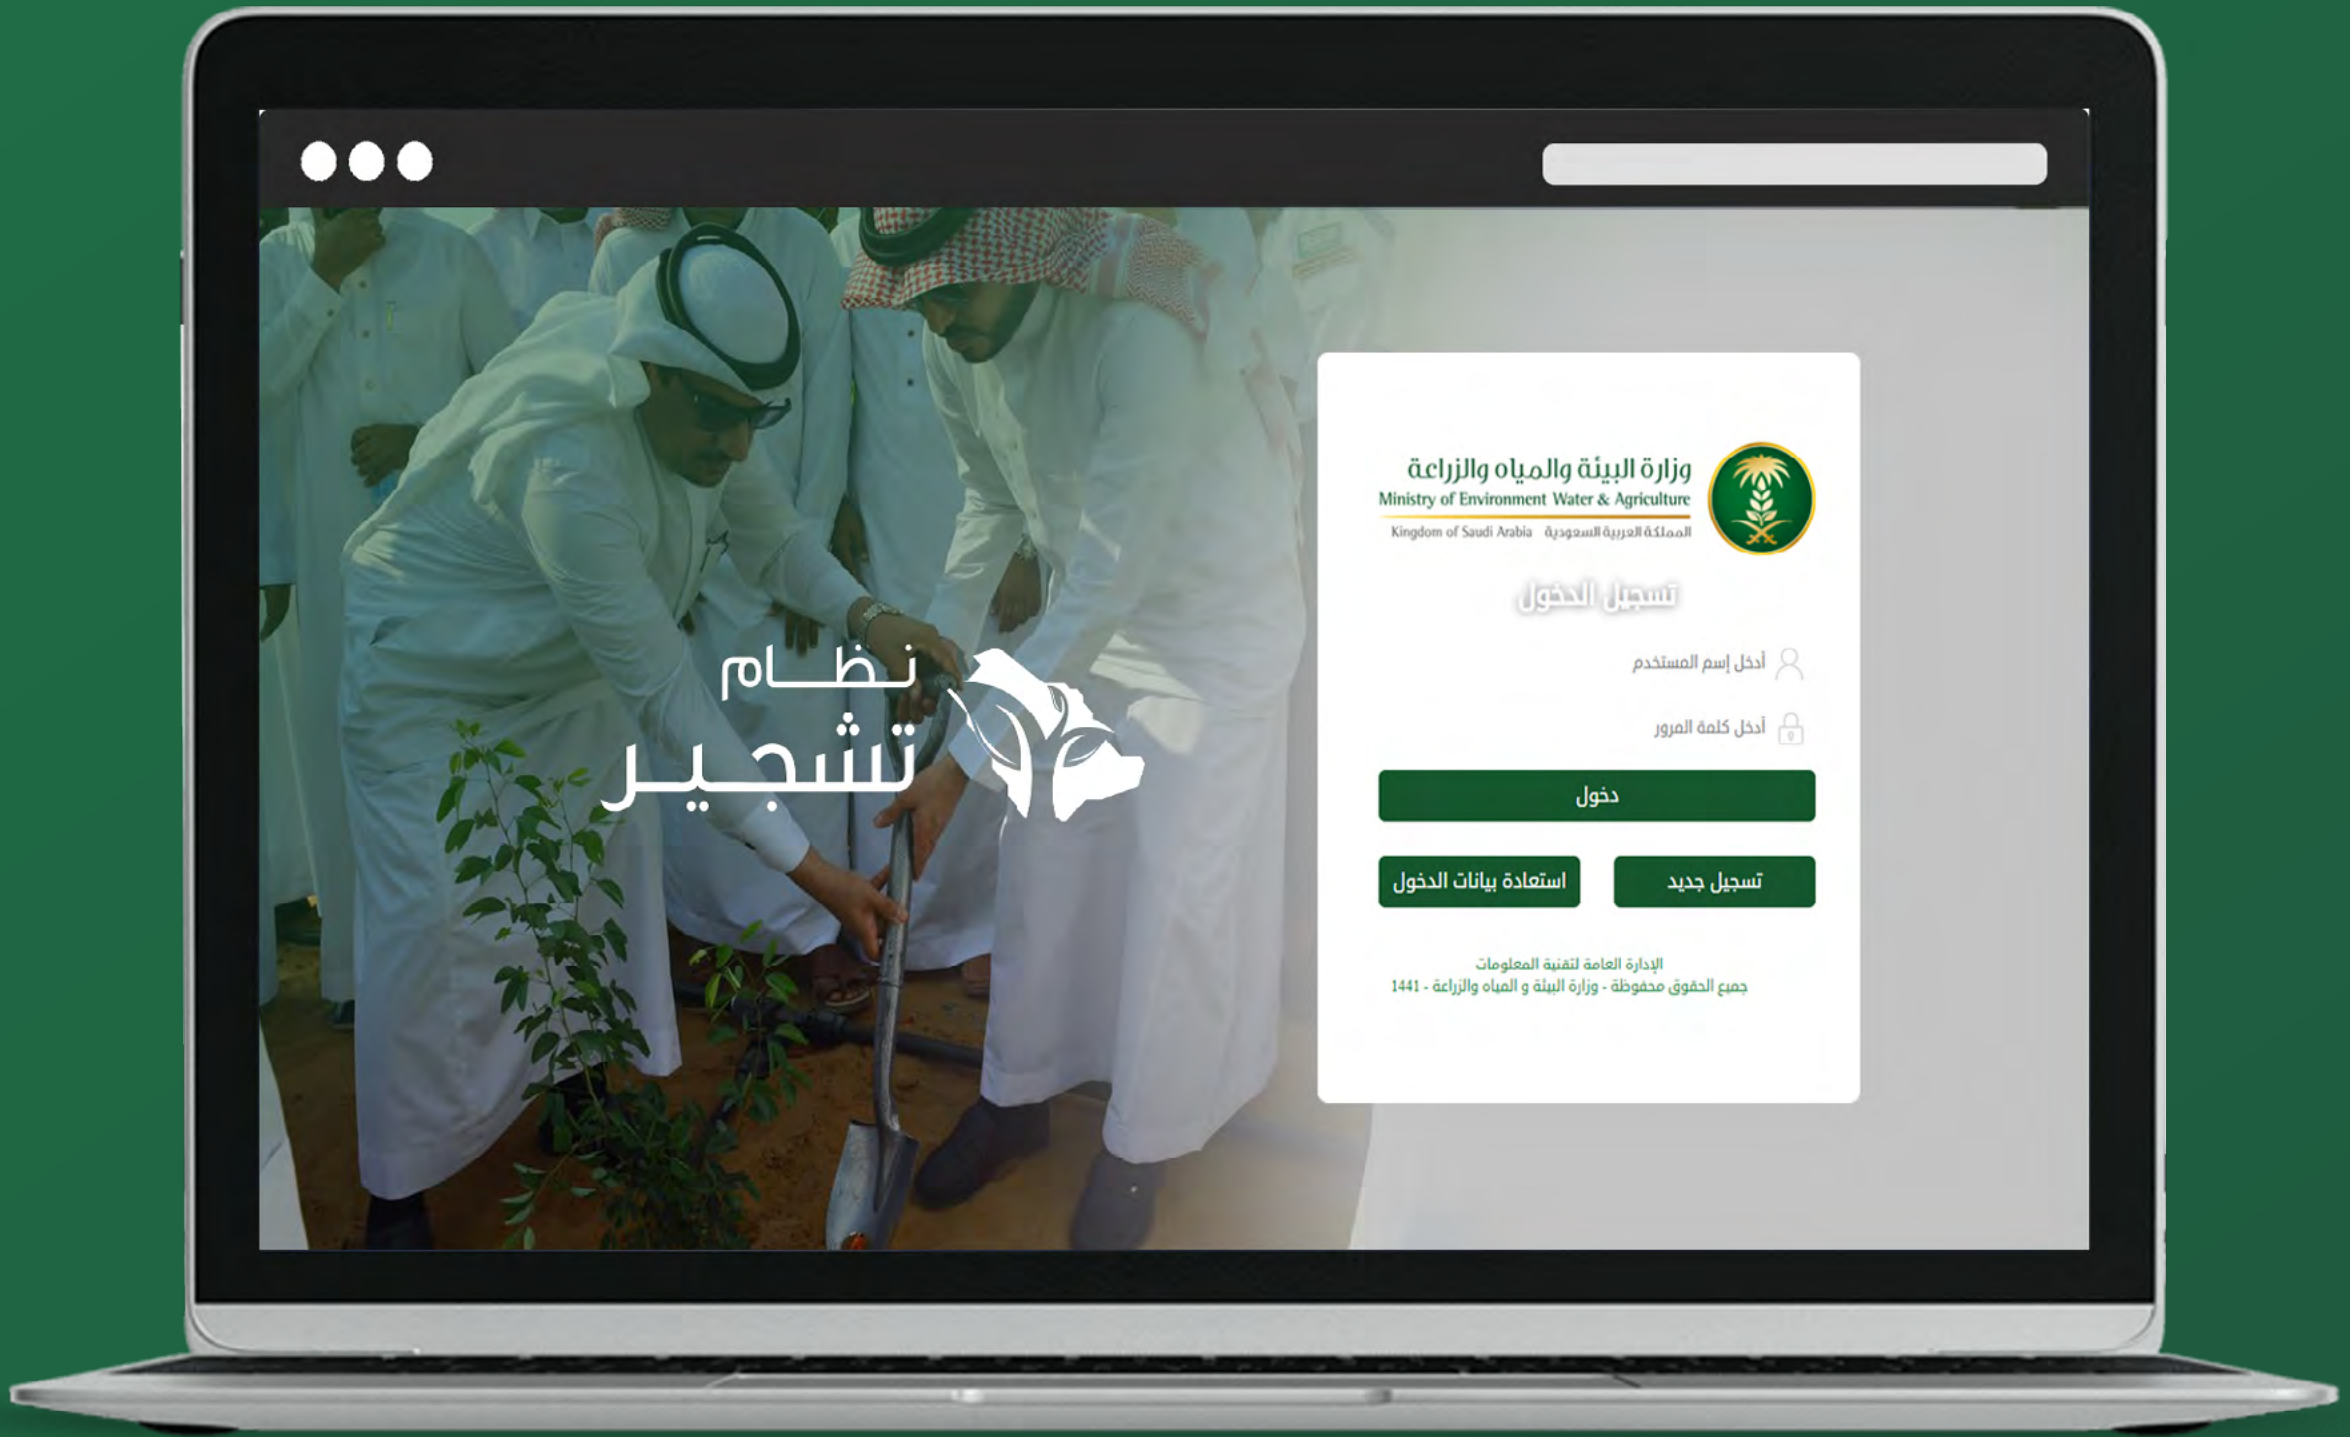 وزارة البيئة والمياه والزراعة
Ministry of Environment Water & Agriculture
المملكة العربية السعودية Kingdom of Saudi Arabia
تسجيل الدخول
أدخل إسم المستخدم
أدخل كلمة المرور
دخول
تسجيل جديد
استعادة بيانات الدخول
الإدارة العامة لتقنية المعلومات
جميع الحقوق محفوظة - وزارة البيئة و المياه والزراعة - 1441
نظام
تشجير